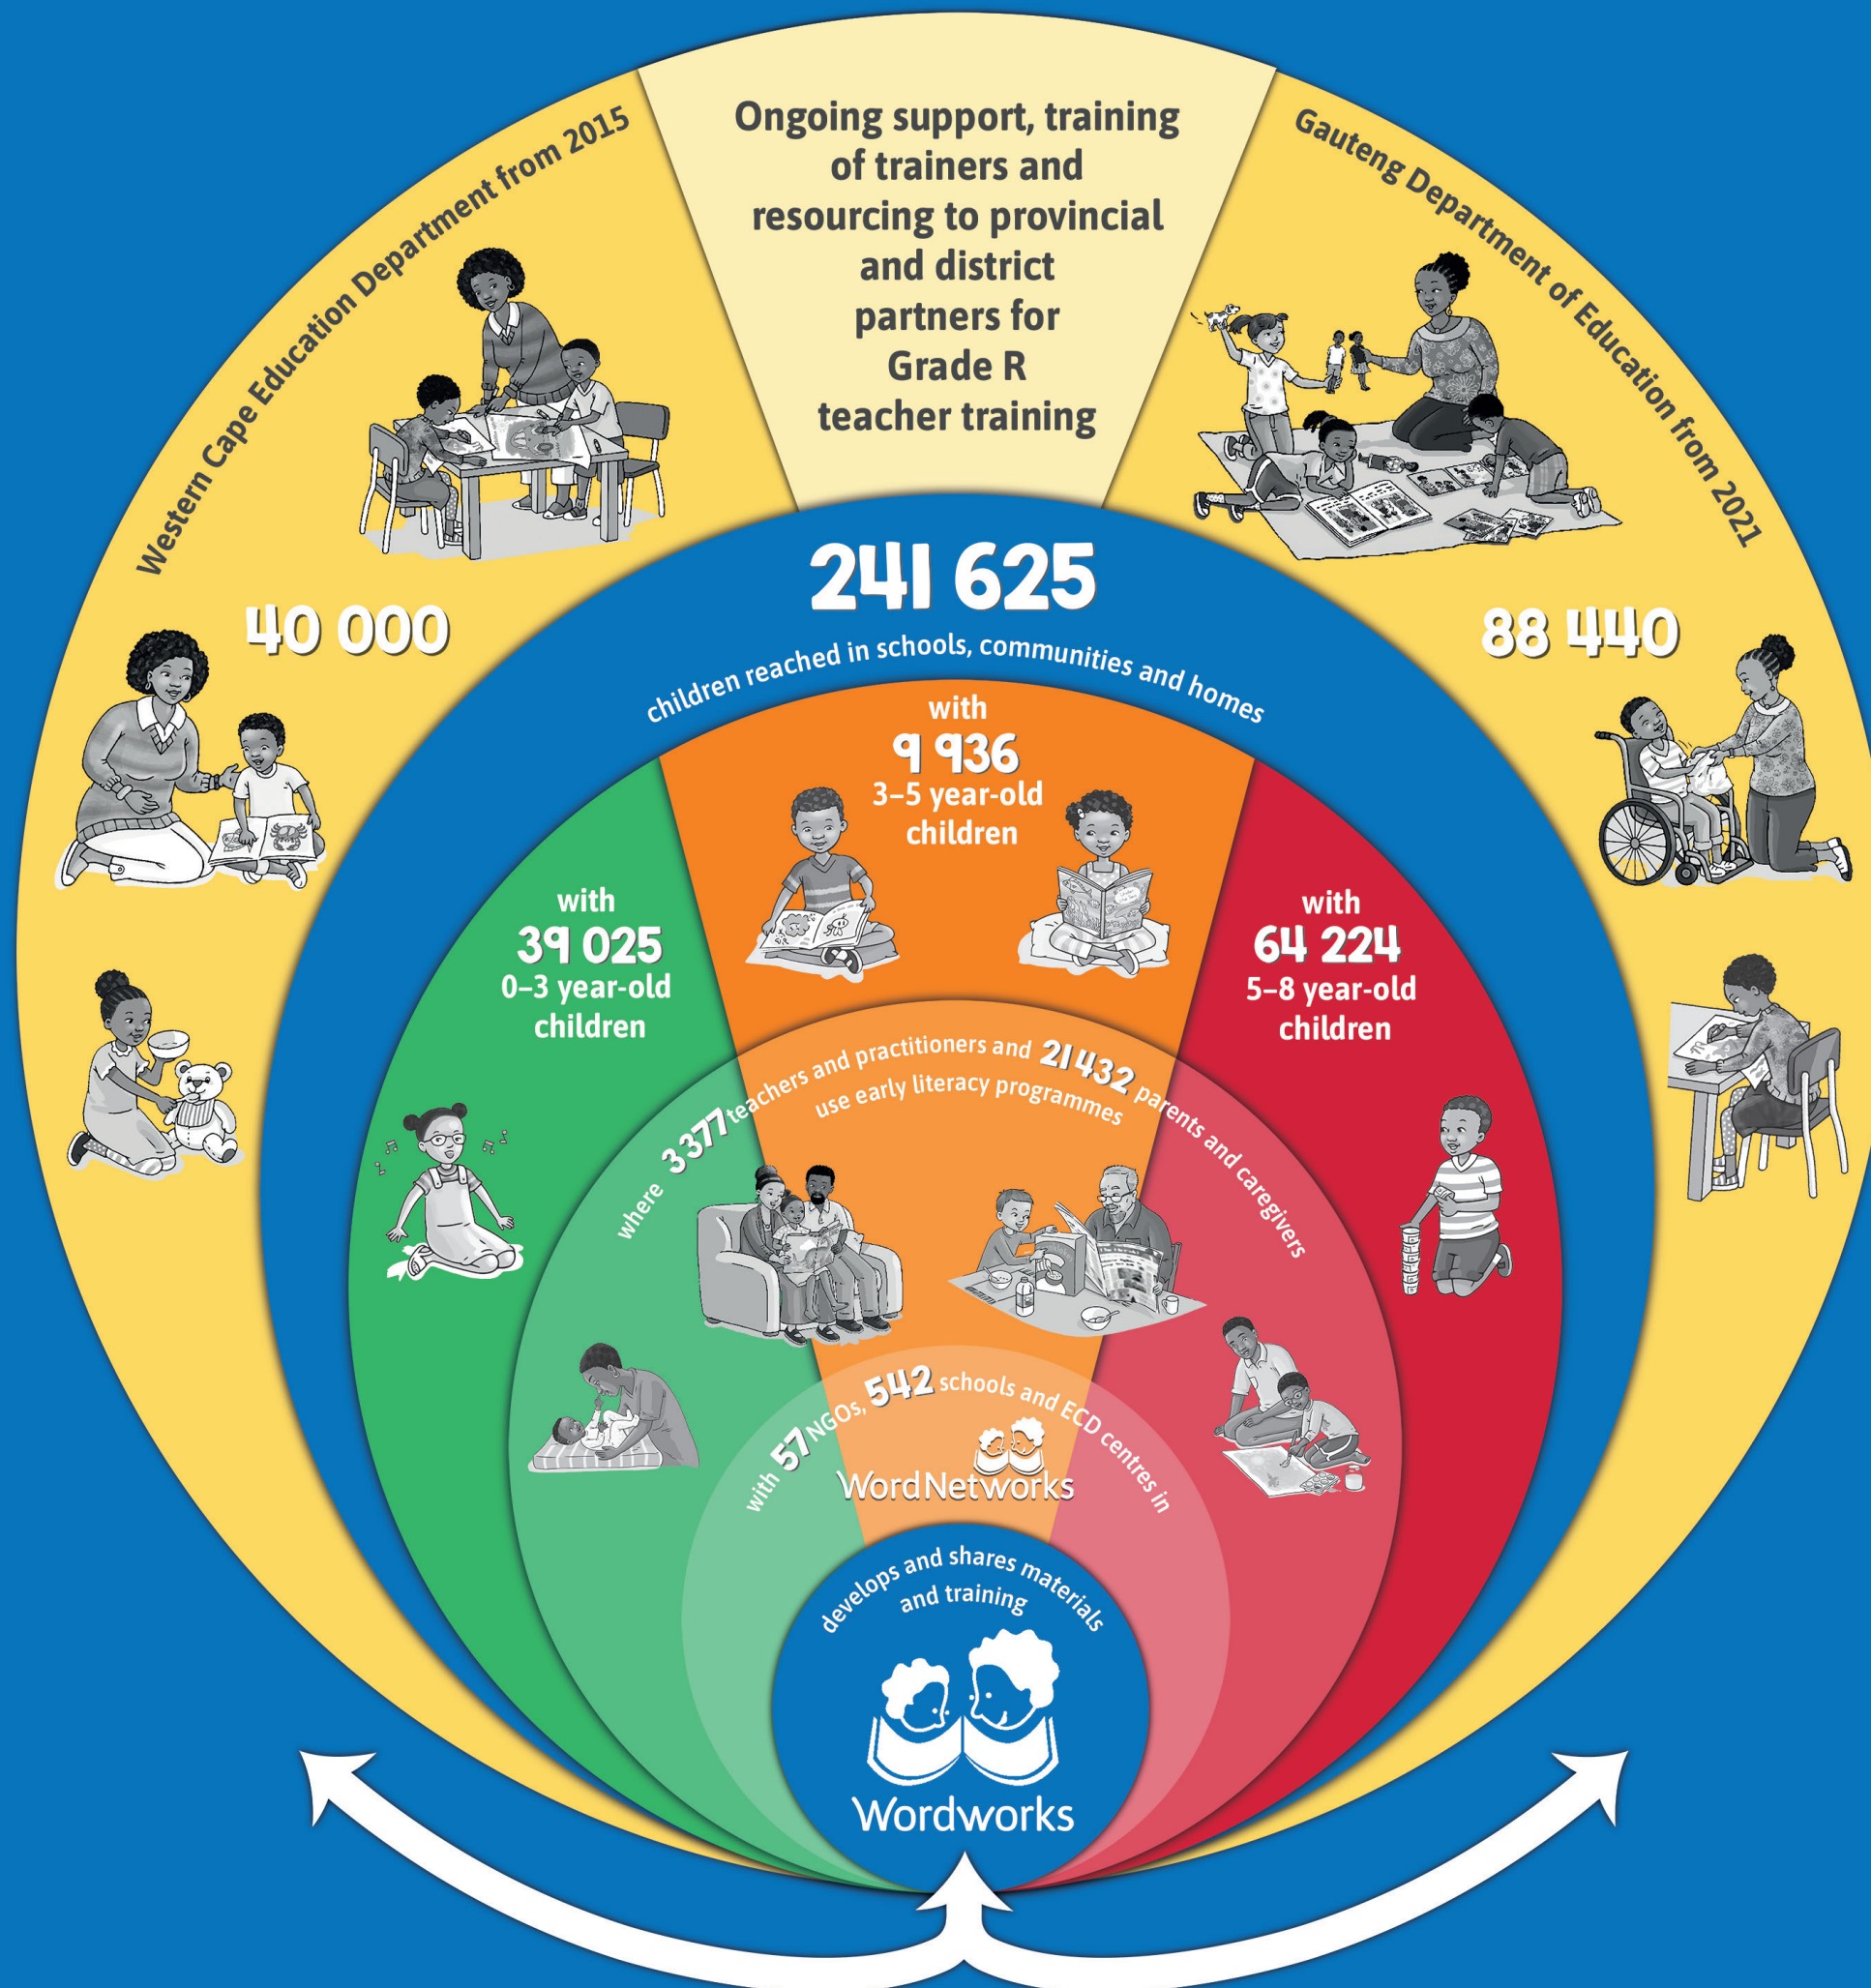 Western Cape Education Department from 2015
Ongoing support, training
of trainers and
resourcing to provincial
and district
partners for
Grade R
teacher training
Gauteng Department of Education from 2021
40 000
88 440
241 625
children reached in schools, communities and homes
with
9 936
3–5 year-old
children
with
39 025
0–3 year-old
children
with
64 224
5–8 year-old
children
where 3 377 teachers and practitioners and 21 432 parents and caregivers
use early literacy programmes
with 57 NGOs, 542 schools and ECD centres in
WordNetworks
develops and shares materials
and training
Wordworks